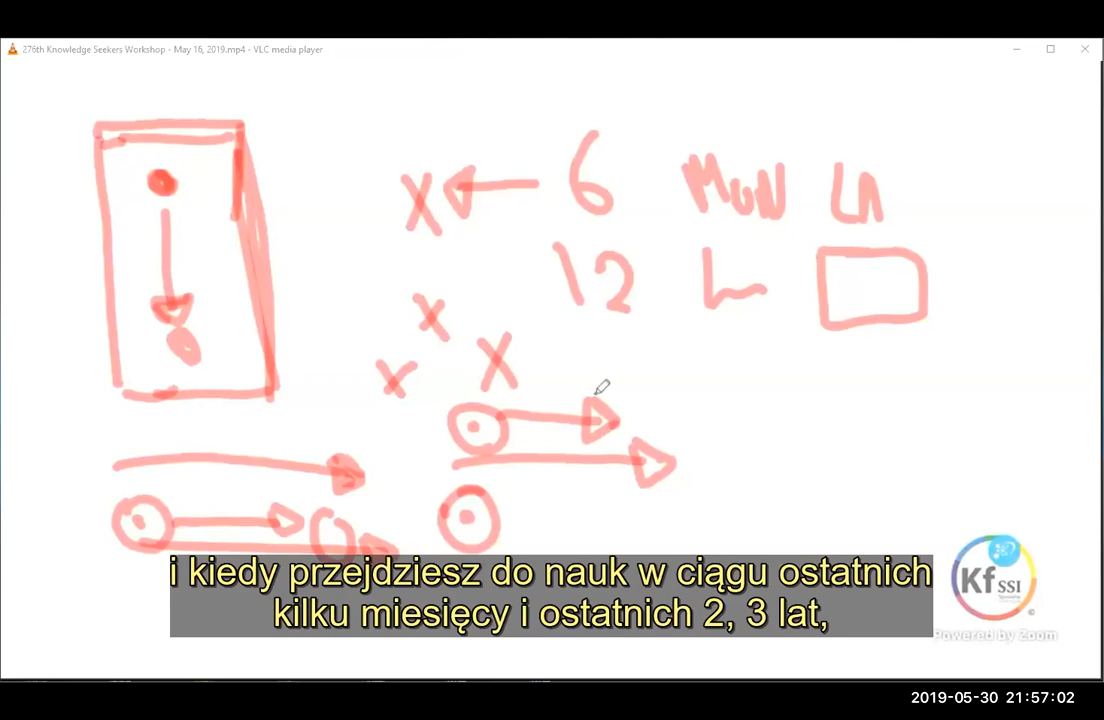 276th Knowledge Seekers Workshop - May 16, 2019.mp4 - VLC media player
X ← 6 MON
12
X
X X
i kiedy przejdziesz do nauk w ciągu ostatnich
kilku miesięcy i ostatnich 2, 3 lat,
Kf SSI
Powered by Zoom
2019-05-30 21:57:02